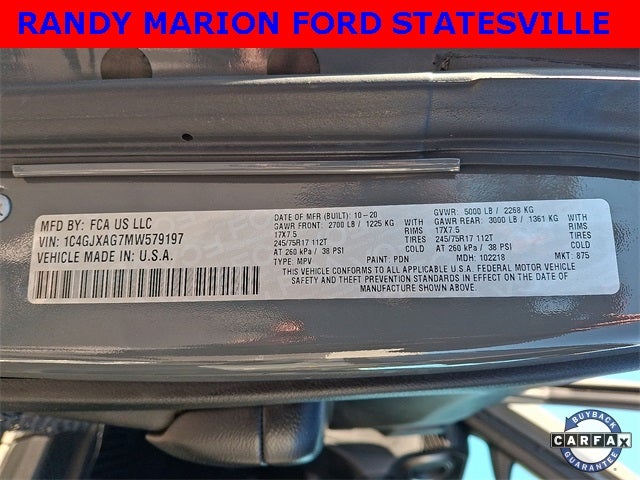 RANDY MARION FORD STATESVILLE
MFD BY: FCA US LLC
VIN: 1C4GJXAG7MW579197
VEHICLE MADE IN: U.S.A.
DATE OF MFR (BUILT): 10-20
GAWR FRONT: 2700 LB / 1225 KG WITH
17X7.5 RIMS
245/75R17 112T TIRES
AT 260 kPa / 38 PSI COLD
TYPE: MPV PAINT: PDN
GVWR: 5000 LB / 2268 KG
GAWR REAR: 3000 LB / 1361 KG WITH
17X7.5 RIMS
245/75R17 112T TIRES
AT 260 kPa / 38 PSI COLD
MDH: 102218 MKT: 875
THIS VEHICLE CONFORMS TO ALL APPLICABLE U.S.A. FEDERAL MOTOR VEHICLE
SAFETY, BUMPER, AND THEFT PREVENTION STANDARDS IN EFFECT ON THE DATE OF
MANUFACTURE SHOWN ABOVE.
BUYBACK
CARFAX
GUARANTEE